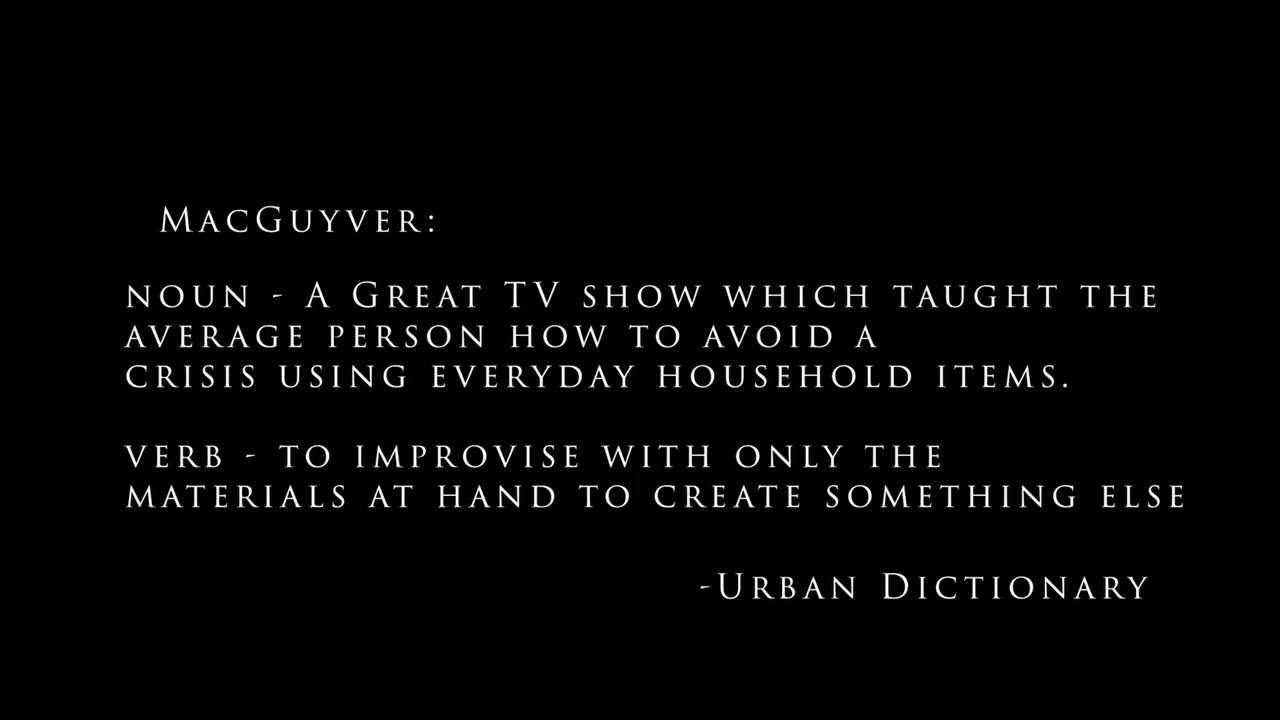 MacGuyver:
noun - A Great TV show which taught the
average person how to avoid a
crisis using everyday household items.
verb - to improvise with only the
materials at hand to create something else
-Urban Dictionary